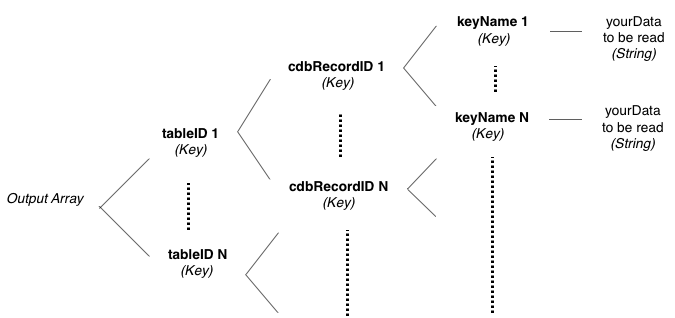 Output Array
tableID 1
(Key)
tableID N
(Key)
cdbRecordID 1
(Key)
cdbRecordID N
(Key)
keyName 1
(Key)
keyName N
(Key)
yourData
to be read
(String)
yourData
to be read
(String)